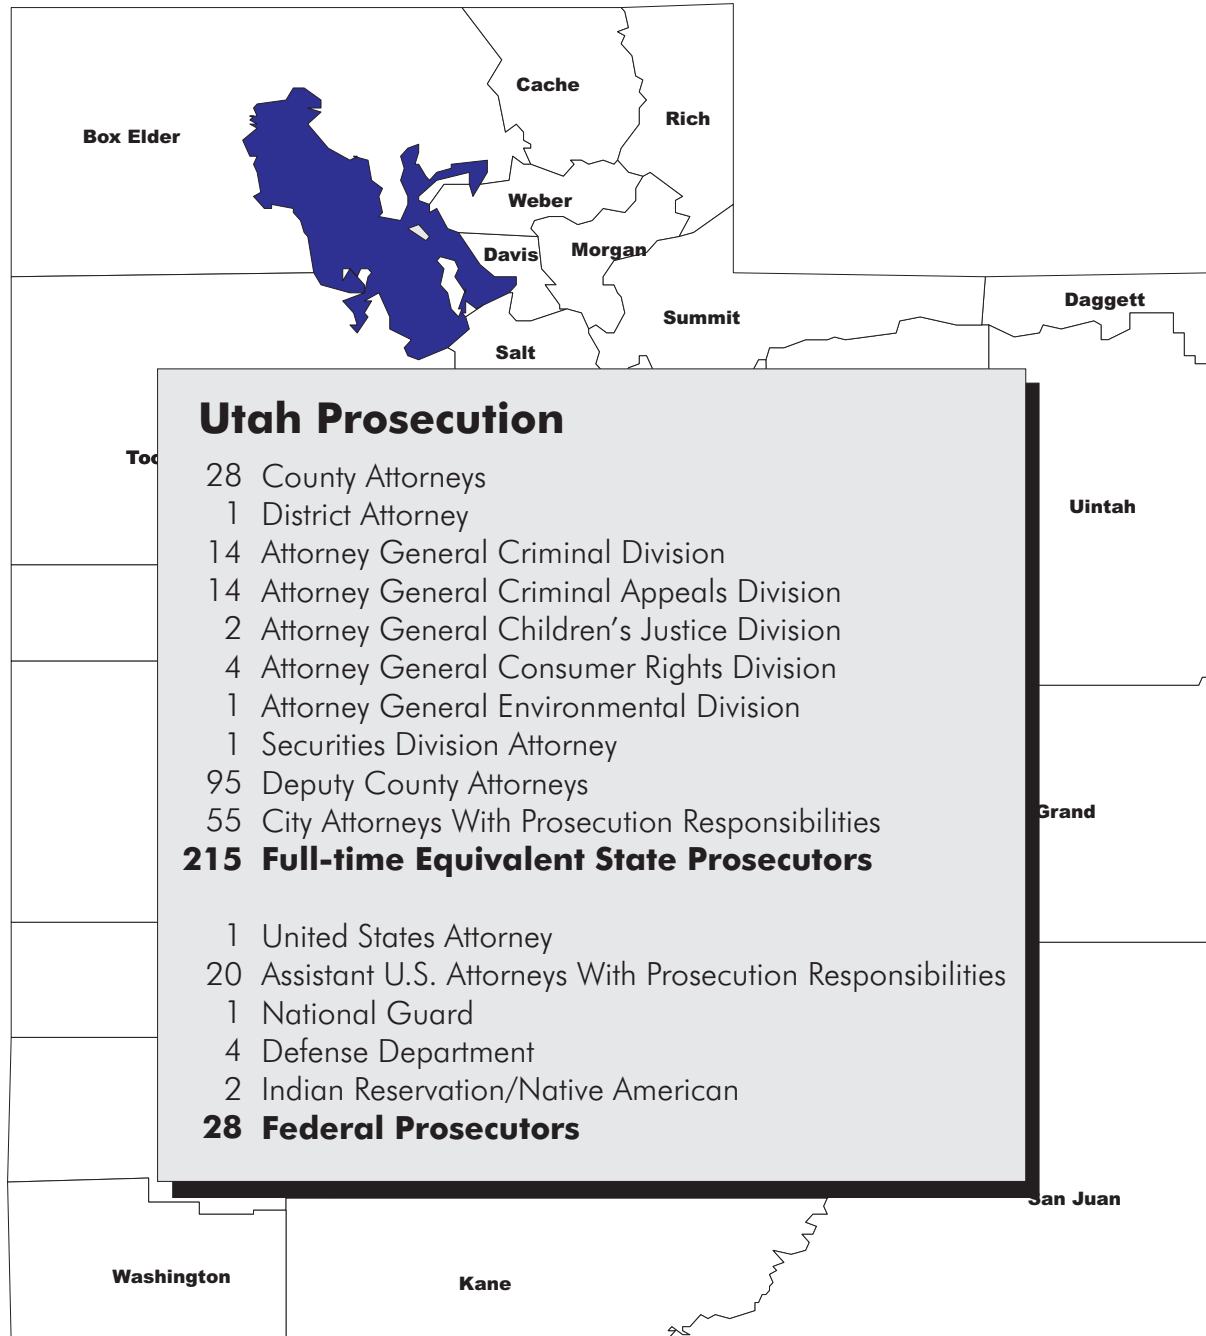 Cache
Rich
Box Elder
Weber
Davis
Morgan
Daggett
Summit
Salt
Utah Prosecution
28 County Attorneys
1 District Attorney
14 Attorney General Criminal Division
14 Attorney General Criminal Appeals Division
2 Attorney General Children's Justice Division
4 Attorney General Consumer Rights Division
1 Attorney General Environmental Division
1 Securities Division Attorney
95 Deputy County Attorneys
55 City Attorneys With Prosecution Responsibilities
215 Full-time Equivalent State Prosecutors
1 United States Attorney
20 Assistant U.S. Attorneys With Prosecution Responsibilities
1 National Guard
4 Defense Department
2 Indian Reservation/Native American
28 Federal Prosecutors
Uintah
Grand
San Juan
Washington
Kane